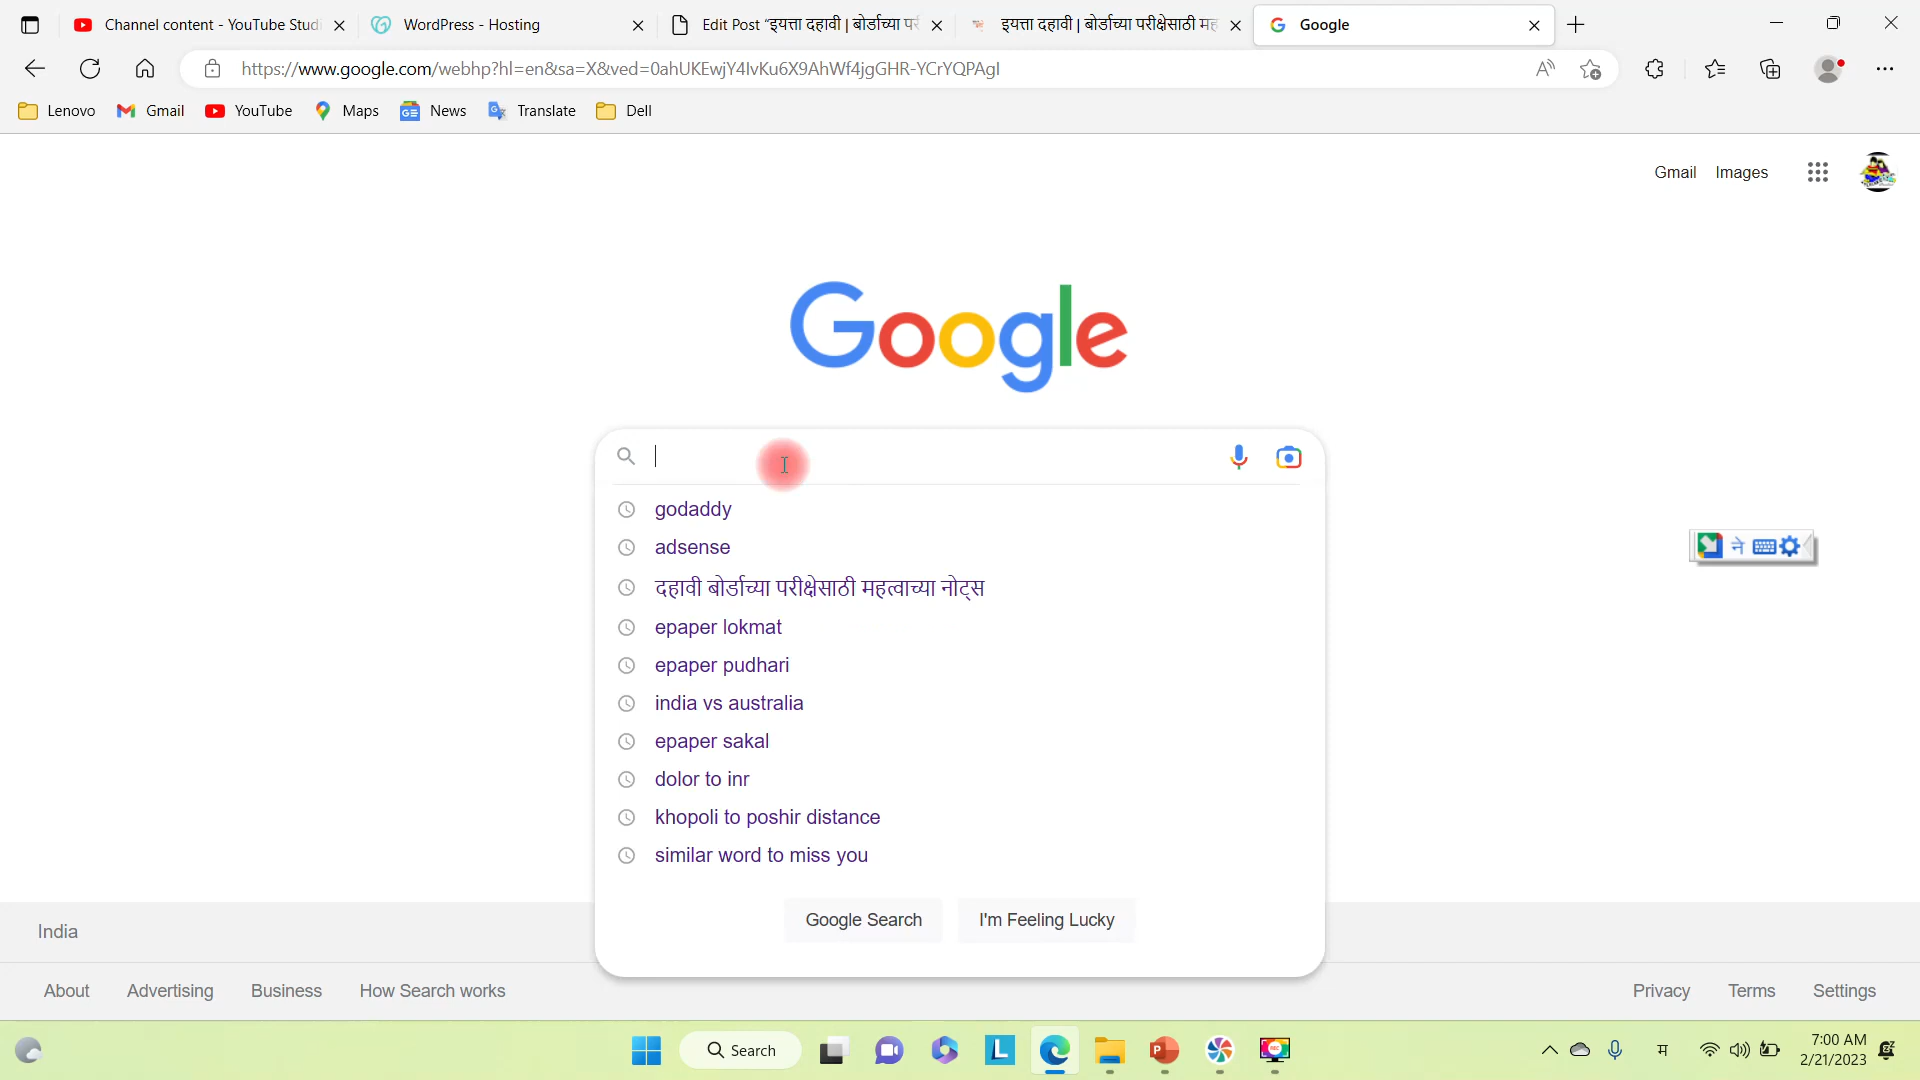 Channel content - YouTube Studi
WordPress - Hosting
Edit Post “इयत्ता दहावी | बोर्डाच्या परी
इयत्ता दहावी | बोर्डाच्या परीक्षेसाठी मह
Google
https://www.google.com/webhp?hl=en&sa=X&ved=0ahUKEwjY4IvKu6X9AhWf4jgGHR-YCrYQPAgI
Lenovo Gmail YouTube Maps News Translate Dell
Gmail Images
Google
godaddy
adsense
दहावी बोर्डाच्या परीक्षेसाठी महत्वाच्या नोट्स
epaper lokmat
epaper pudhari
india vs australia
epaper sakal
dolor to inr
khopoli to poshir distance
similar word to miss you
Google Search I'm Feeling Lucky
ने
India
About Advertising Business How Search works Privacy Terms Settings
Search
म
7:00 AM
2/21/2023